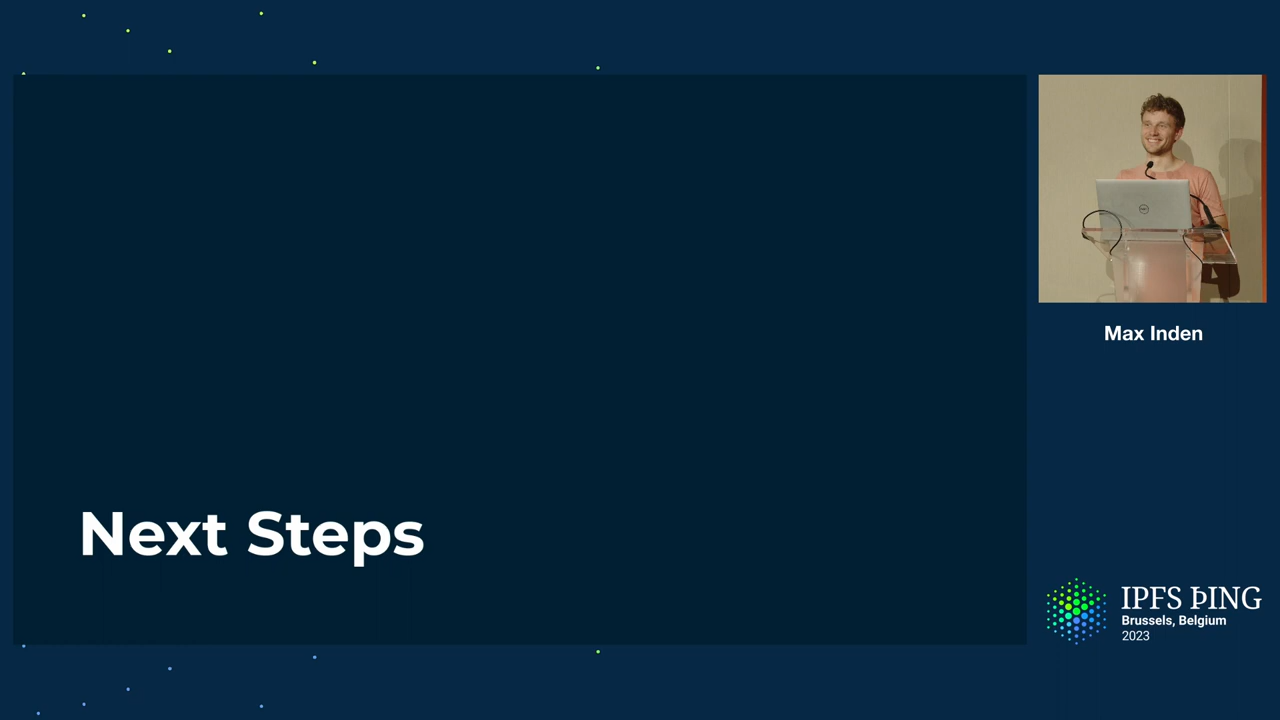 Next Steps
Max Inden
IPFS ÞING
Brussels, Belgium
2023